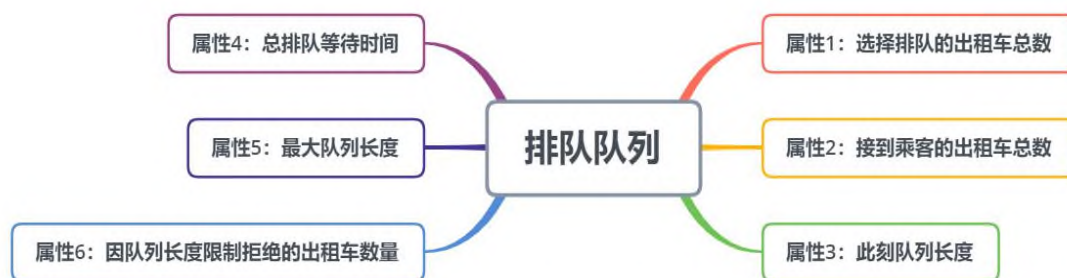 属性4：总排队等待时间
属性1：选择排队的出租车总数
属性5：最大队列长度
排队队列
属性2：接到乘客的出租车总数
属性6：因队列长度限制拒绝的出租车数量
属性3：此刻队列长度